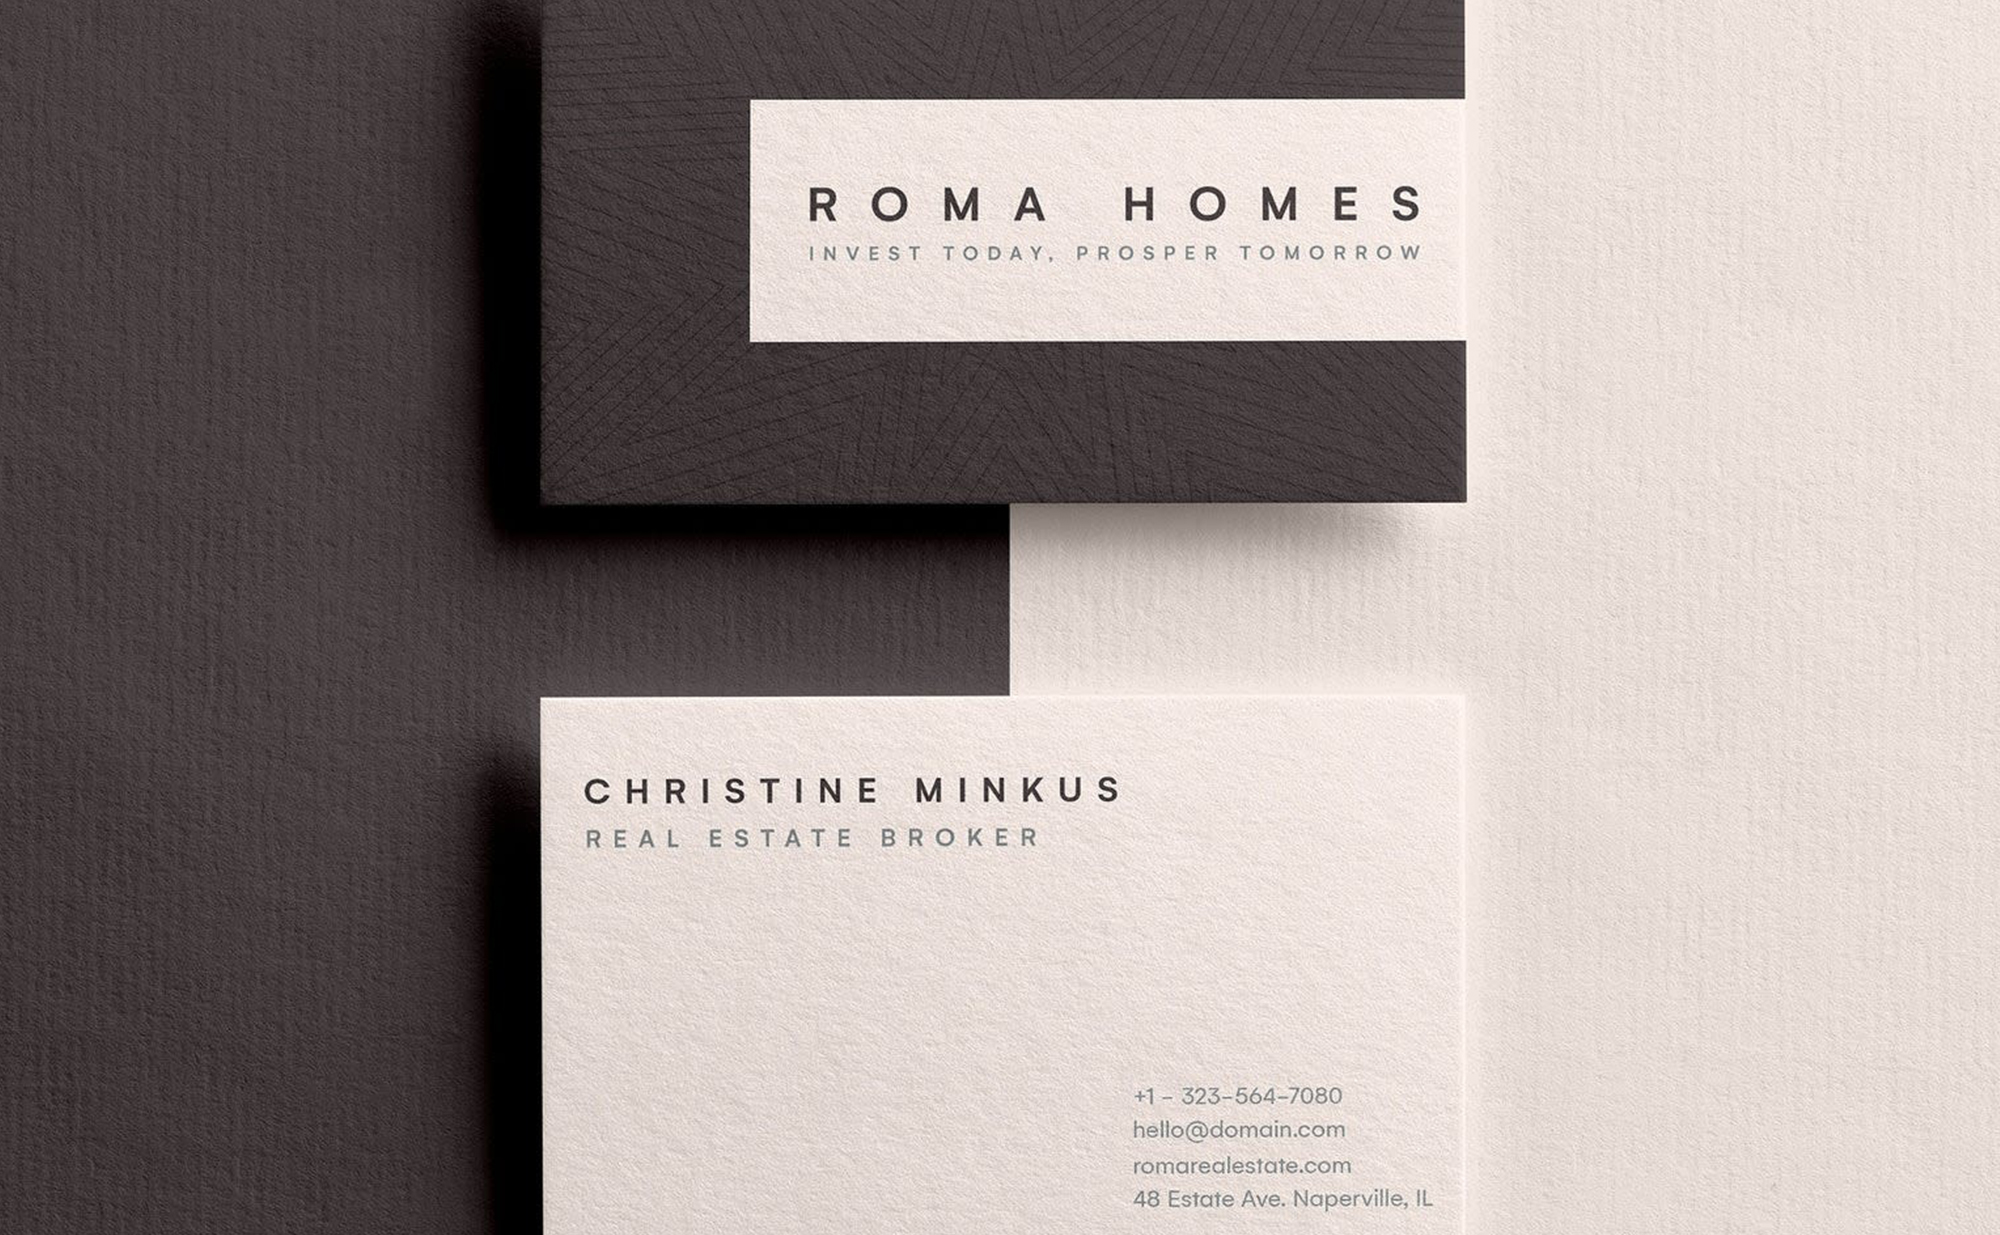 ROMA HOMES
INVEST TODAY, PROSPER TOMORROW
CHRISTINE MINKUS
REAL ESTATE BROKER
+1 - 323-564-7080
hello@domain.com
romarealestate.com
48 Estate Ave. Naperville, IL